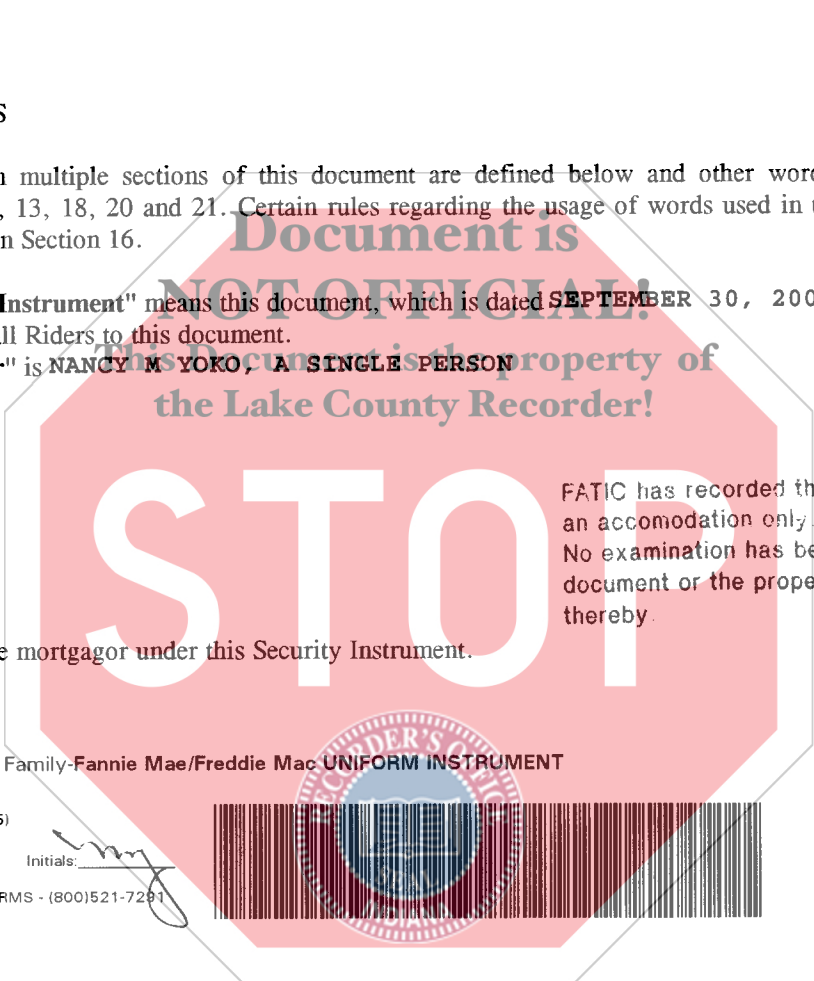 S
multiple sections of this document are defined below and other
, 13, 18, 20 and 21. Certain rules regarding the usage of words used in
Section 16.
Document is
NOT OFFICIAL!
Instrument" means this document, which is dated SEPTEMBER 30, 200
ll Riders to this document.
" is NANCY M YOKO, A SINGLE PERSON
This Document is the property of
the Lake County Recorder!
STOP
FATIC has recorded th
an accomodation only.
No examination has be
document or the prope
thereby.
e mortgagor under this Security Instrument.
Family-Fannie Mae/Freddie Mac UNIFORM INSTRUMENT
RECORDER'S OFFICE
SEAL
INDIANA
Initials:
RMS - (800)521-7291